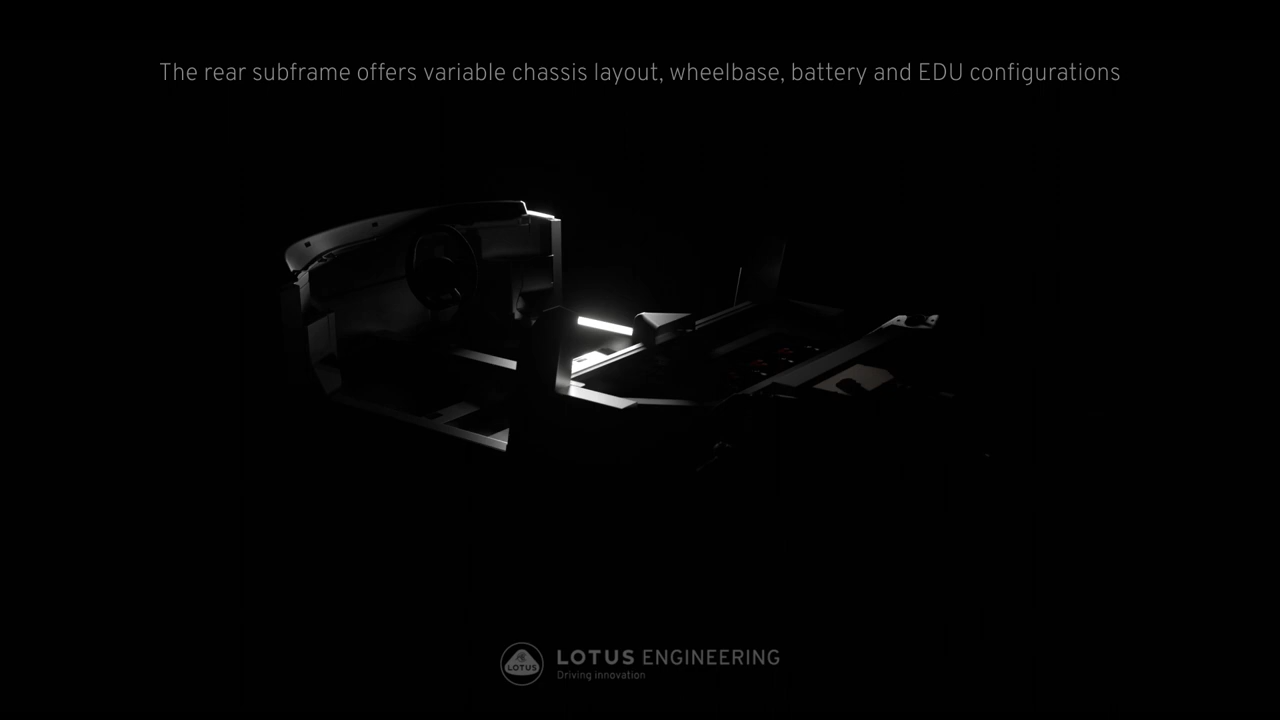 The rear subframe offers variable chassis layout, wheelbase, battery and EDU configurations
LOTUS
LOTUS ENGINEERING
Driving innovation